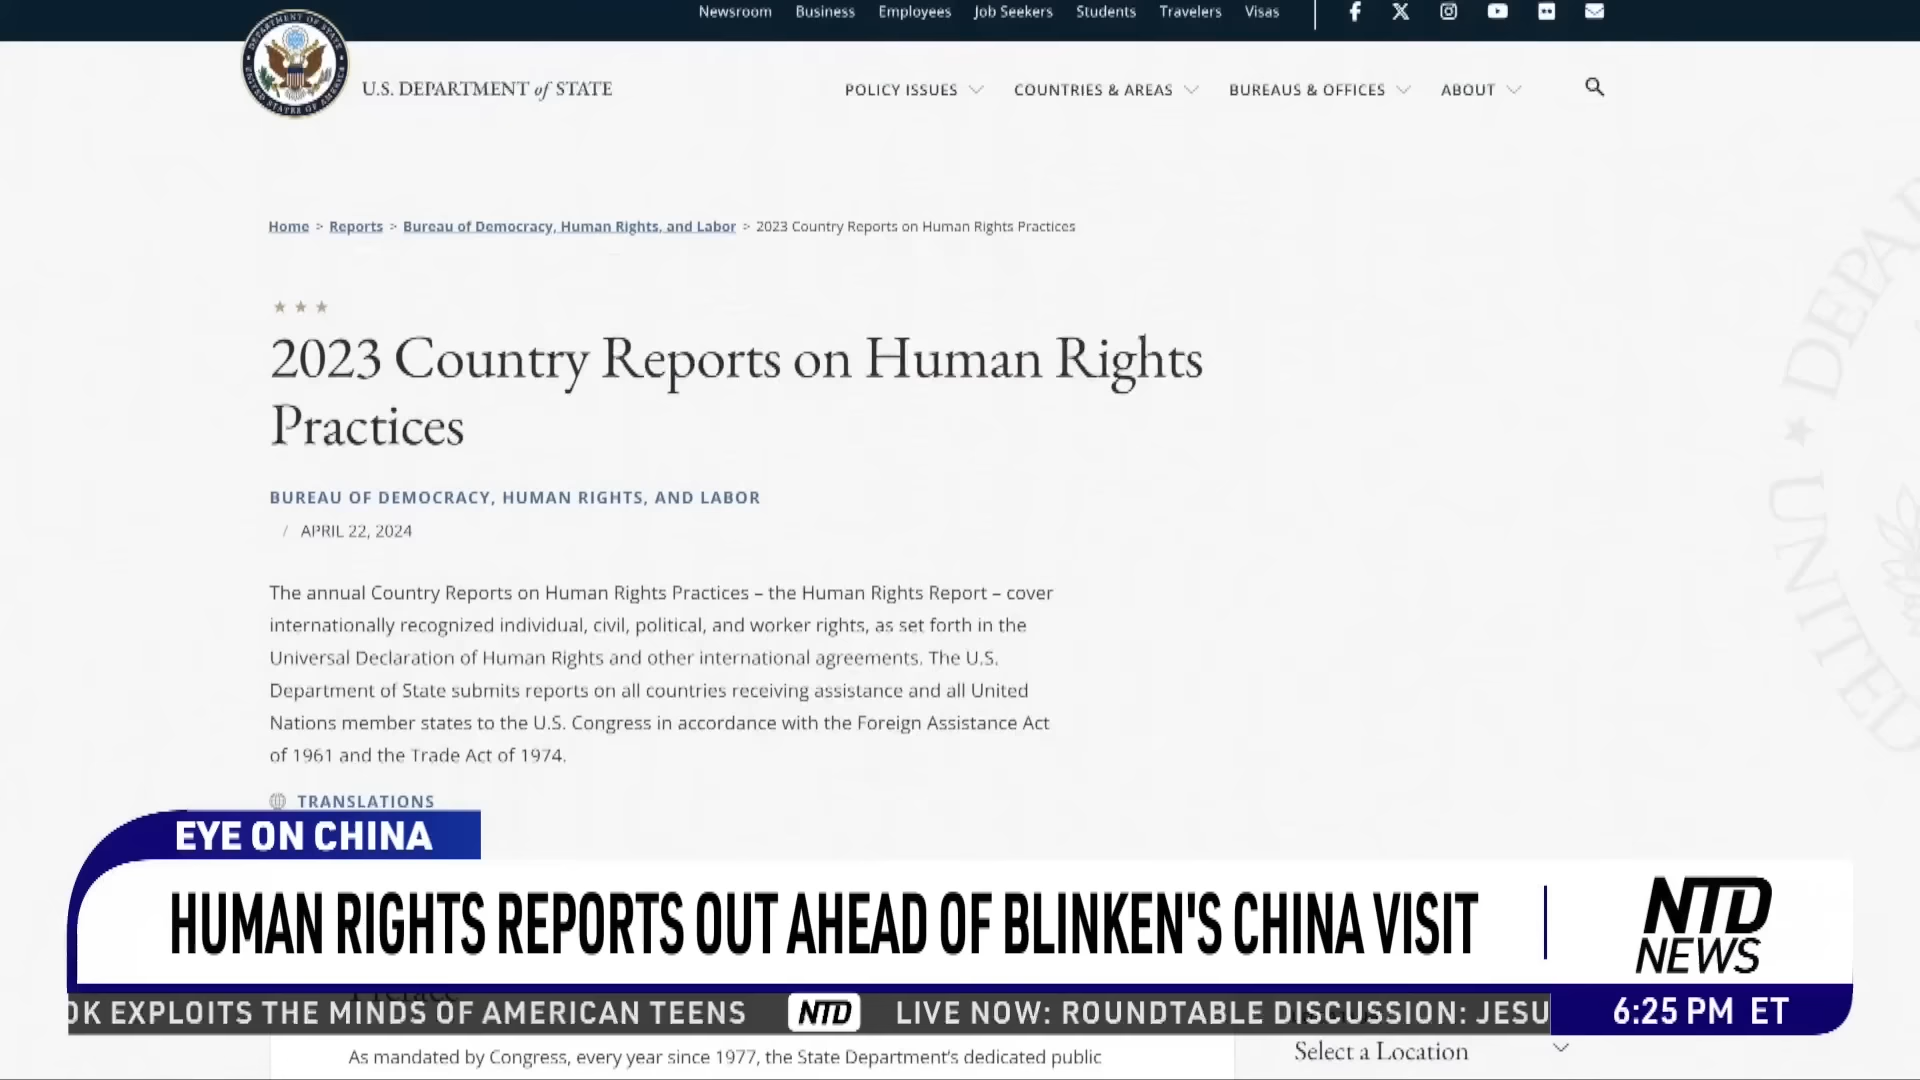 Newsroom Business Employees Job Seekers Students Travelers Visas
U.S. DEPARTMENT of STATE
POLICY ISSUES COUNTRIES & AREAS BUREAUS & OFFICES ABOUT
Home > Reports > Bureau of Democracy, Human Rights, and Labor > 2023 Country Reports on Human Rights Practices
2023 Country Reports on Human Rights
Practices
BUREAU OF DEMOCRACY, HUMAN RIGHTS, AND LABOR
/ APRIL 22, 2024
The annual Country Reports on Human Rights Practices – the Human Rights Report – cover
internationally recognized individual, civil, political, and worker rights, as set forth in the
Universal Declaration of Human Rights and other international agreements. The U.S.
Department of State submits reports on all countries receiving assistance and all United
Nations member states to the U.S. Congress in accordance with the Foreign Assistance Act
of 1961 and the Trade Act of 1974.
TRANSLATIONS
EYE ON CHINA
HUMAN RIGHTS REPORTS OUT AHEAD OF BLINKEN'S CHINA VISIT
NTD
NEWS
OK EXPLOITS THE MINDS OF AMERICAN TEENS NTD LIVE NOW: ROUNDTABLE DISCUSSION: JESU
6:25 PM ET
As mandated by Congress, every year since 1977, the State Department's dedicated public
Select a Location